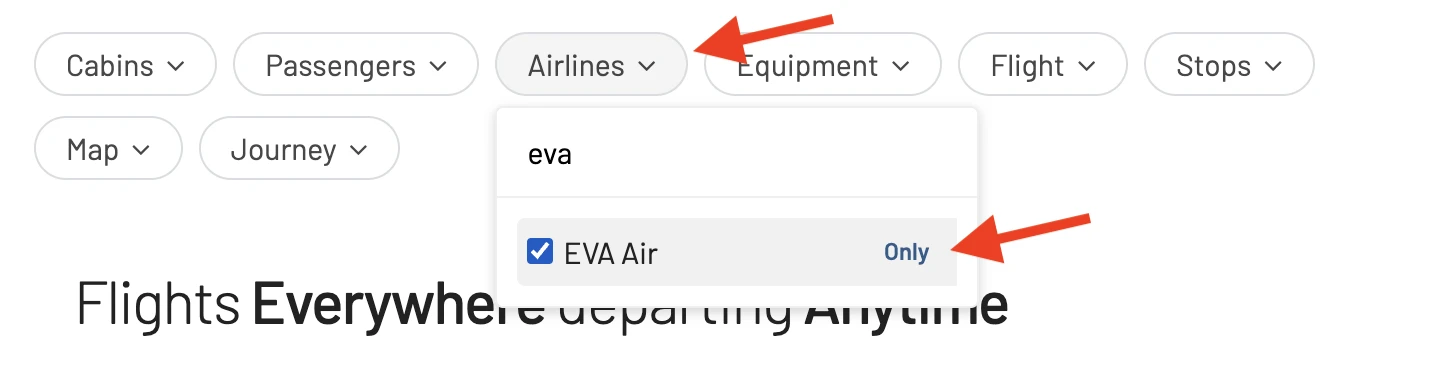 Cabins Passengers Airlines Equipment Flight Stops
Map Journey
eva
EVA Air Only
Flights Everywhere departing Anytime